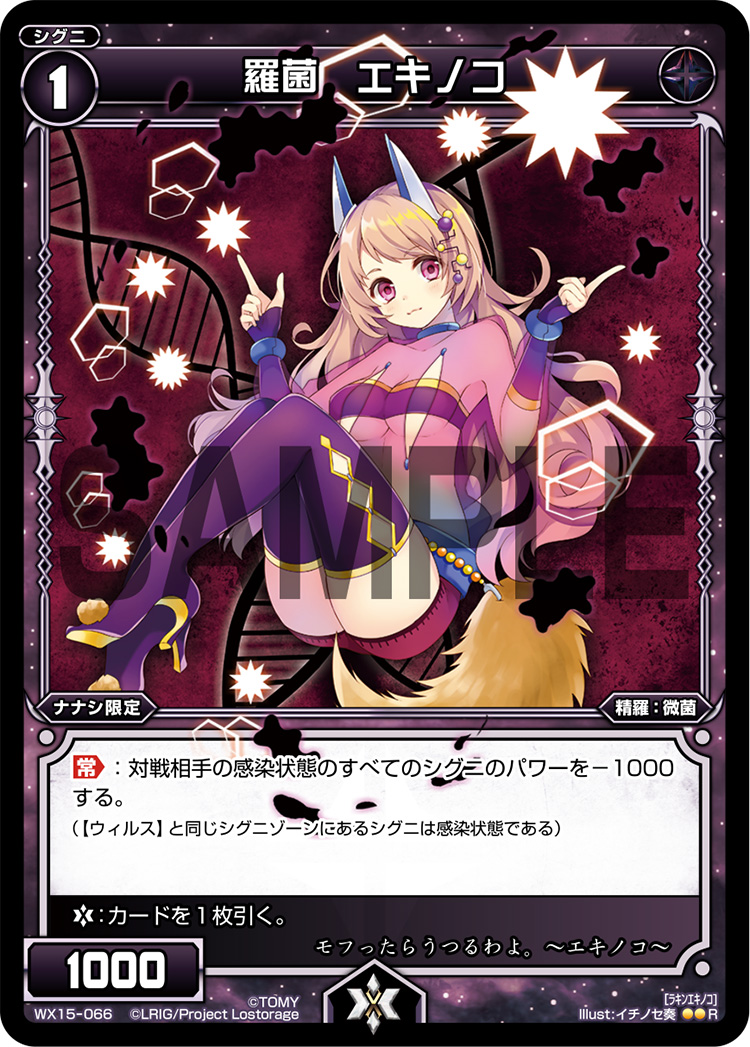 シグニ
1
羅菌 エキノコ
SAMPLE
ナナシ限定
精羅:微菌
常:対戦相手の感染状態のすべてのシグニのパワーを-1000
する。
(【ウィルス】と同じシグニゾーンにあるシグニは感染状態である)
:カードを1枚引く。
モフったらうつるわよ。~エキノコ~
1000
[ラキンエキノコ]
WX15-066 ©LRIG/Project Lostorage ©TOMY
Illust:イチノセ奏 R